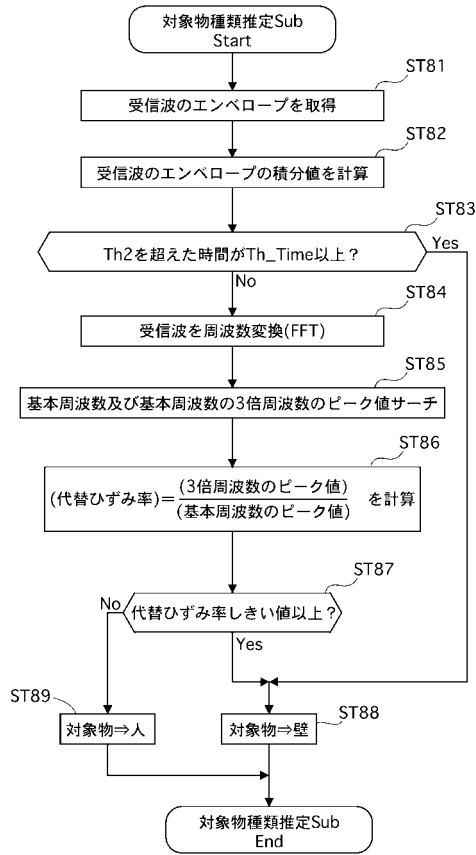 対象物種類推定Sub
Start
ST81
受信波のエンベロープを取得
ST82
受信波のエンベロープの積分値を計算
ST83
Th2を超えた時間がTh_Time以上？
Yes
No
ST84
受信波を周波数変換(FFT)
ST85
基本周波数及び基本周波数の3倍周波数のピーク値サーチ
ST86
(代替ひずみ率)＝(3倍周波数のピーク値)/(基本周波数のピーク値) を計算
ST87
代替ひずみ率しきい値以上？
No
Yes
ST89
対象物⇒人
対象物⇒壁
ST88
対象物種類推定Sub
End